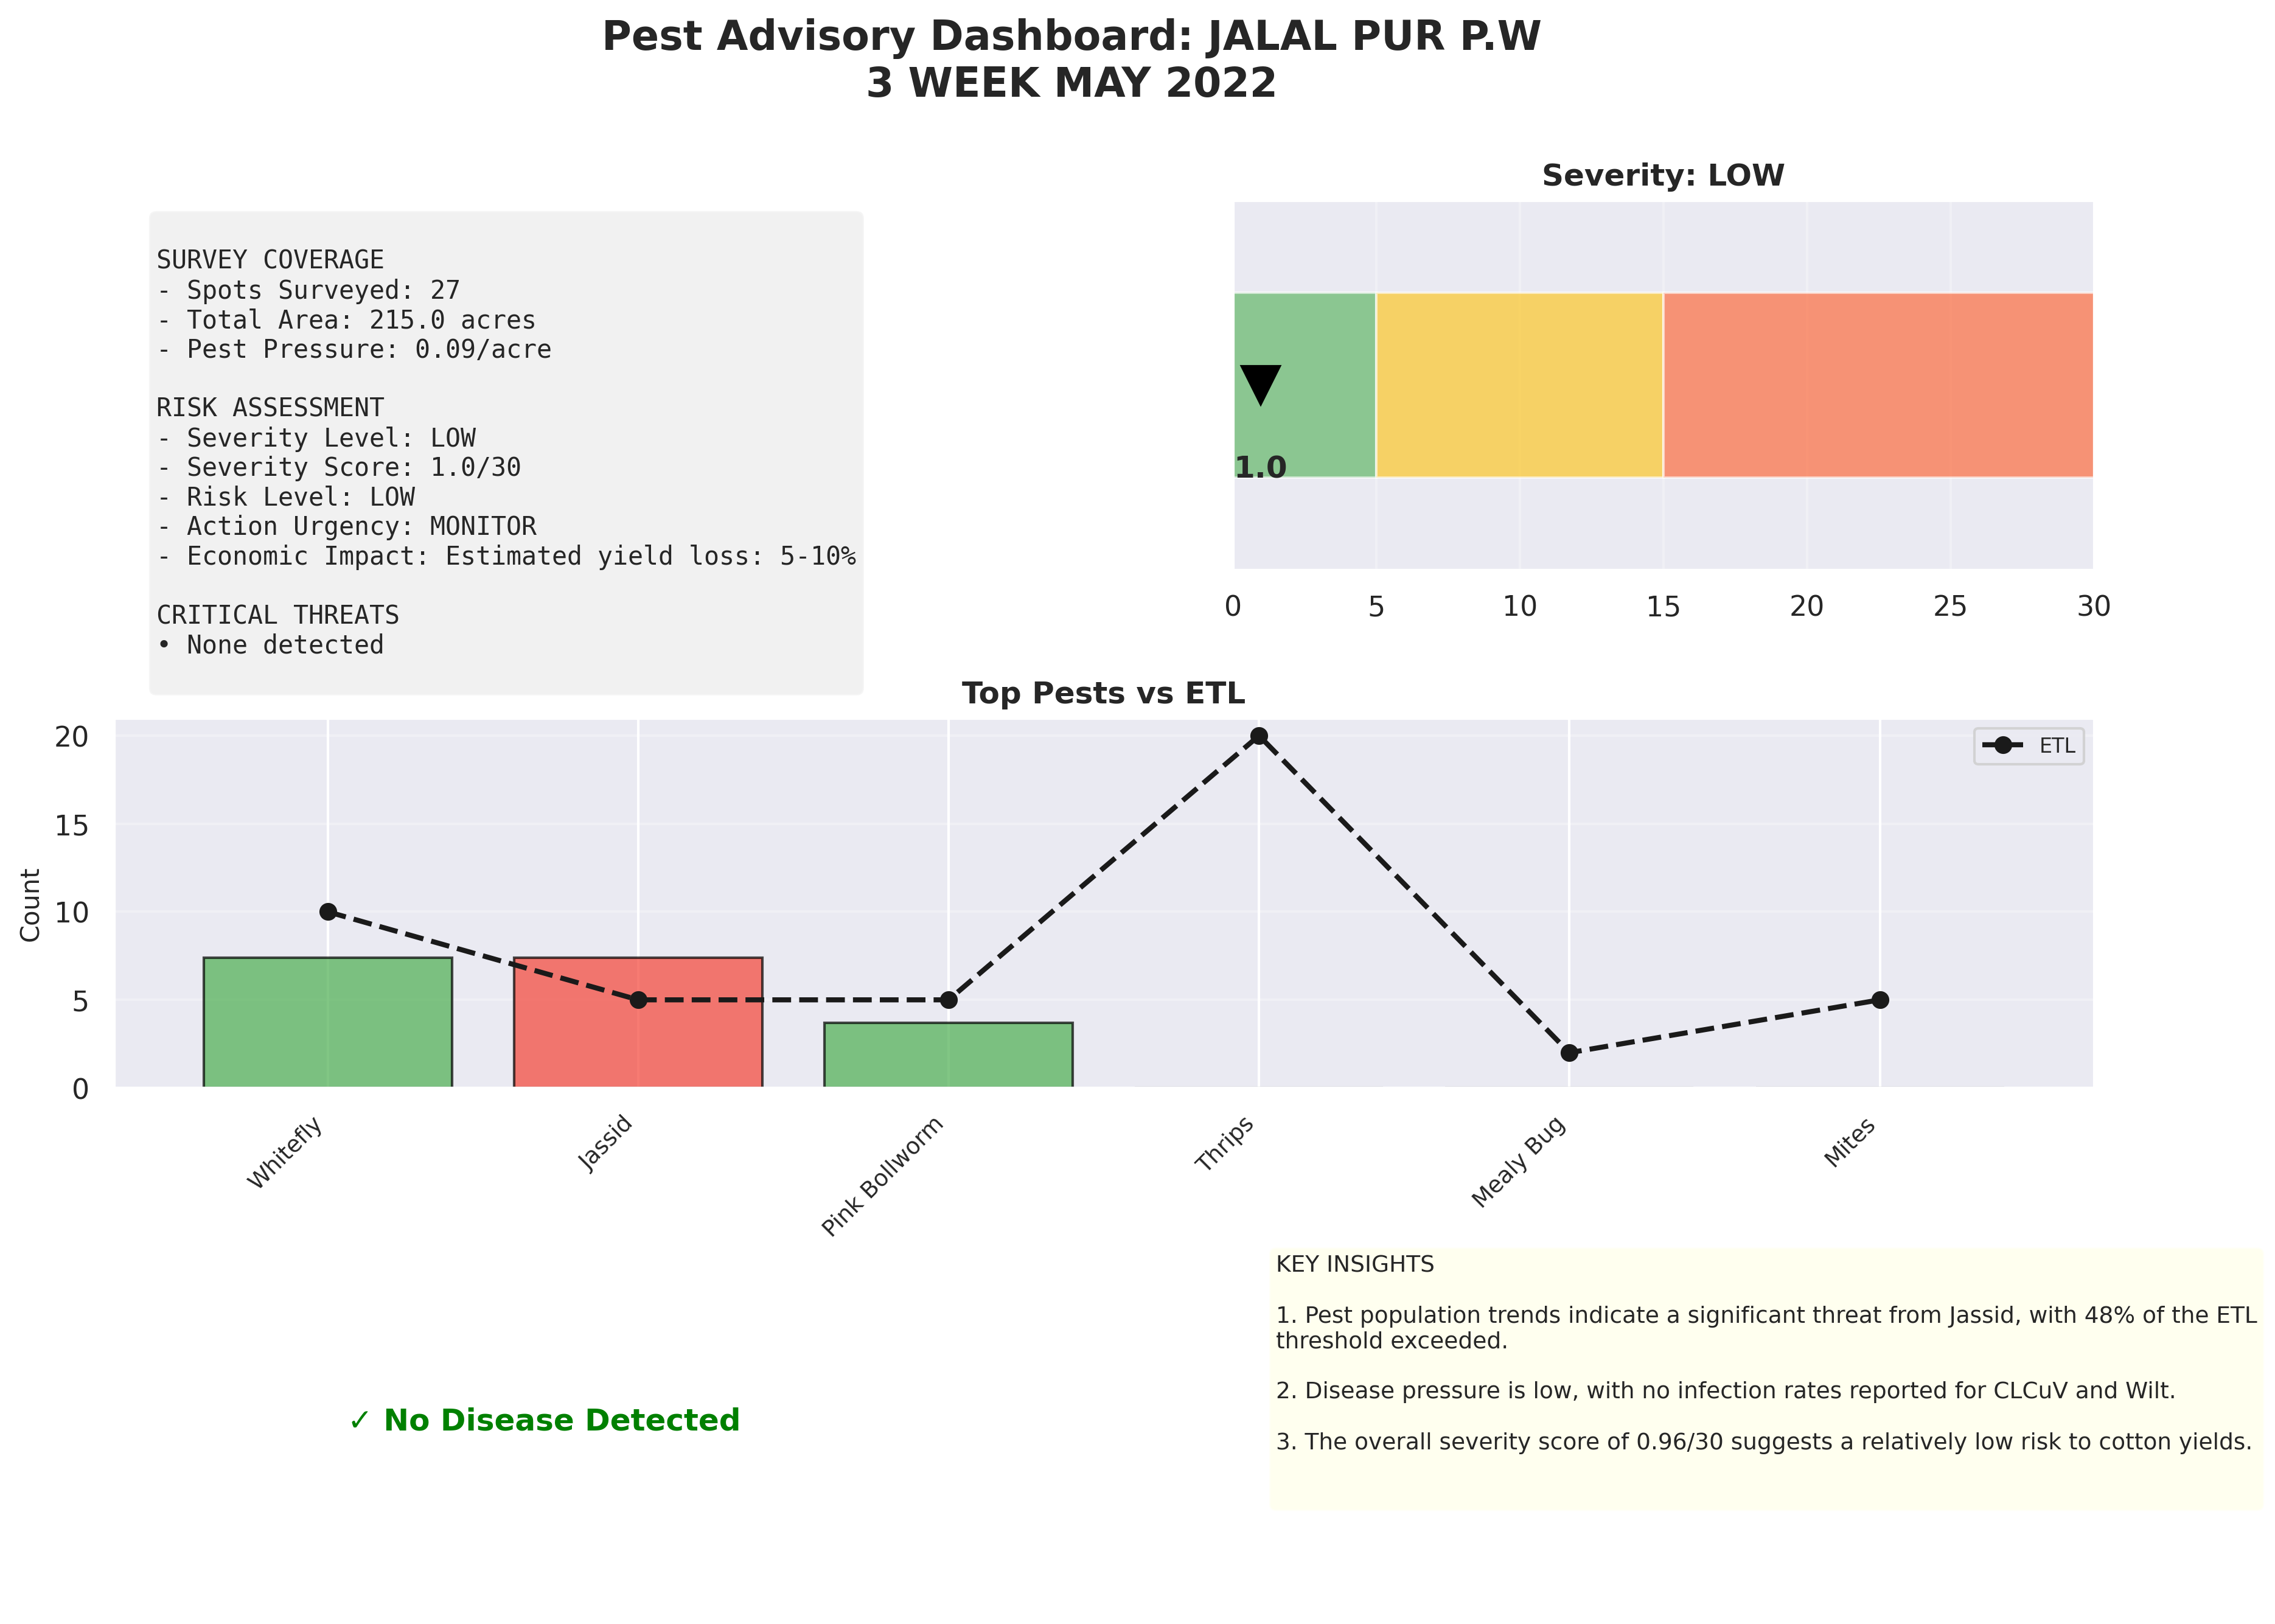 Pest Advisory Dashboard: JALAL PUR P.W
3 WEEK MAY 2022
SURVEY COVERAGE
- Spots Surveyed: 27
- Total Area: 215.0 acres
- Pest Pressure: 0.09/acre
RISK ASSESSMENT
- Severity Level: LOW
- Severity Score: 1.0/30
- Risk Level: LOW
- Action Urgency: MONITOR
- Economic Impact: Estimated yield loss: 5-10%
CRITICAL THREATS
• None detected
Severity: LOW
1.0
0 5 10 15 20 25 30
Top Pests vs ETL
ETL
Count
20
15
10
5
0
Whitefly
Jassid
Pink Bollworm
Thrips
Mealy Bug
Mites
✓ No Disease Detected
KEY INSIGHTS
1. Pest population trends indicate a significant threat from Jassid, with 48% of the ETL
threshold exceeded.
2. Disease pressure is low, with no infection rates reported for CLCuV and Wilt.
3. The overall severity score of 0.96/30 suggests a relatively low risk to cotton yields.